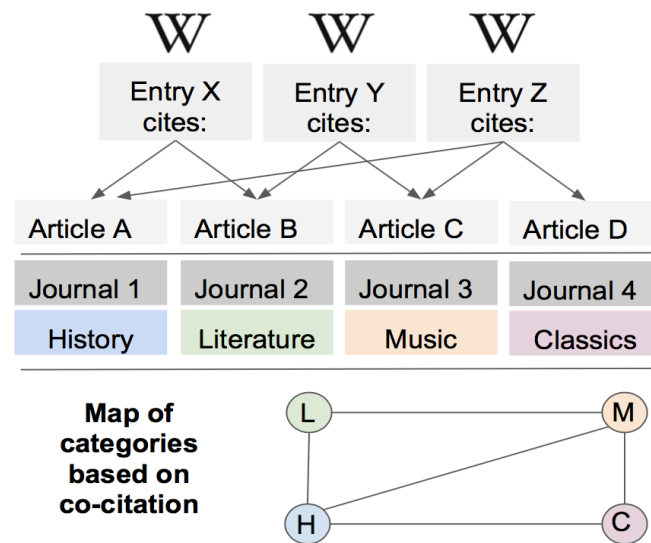 W W W
Entry X Entry Y Entry Z
cites: cites: cites:
Article A Article B Article C Article D
Journal 1 Journal 2 Journal 3 Journal 4
History Literature Music Classics
Map of
categories
based on
co-citation
L M
H C